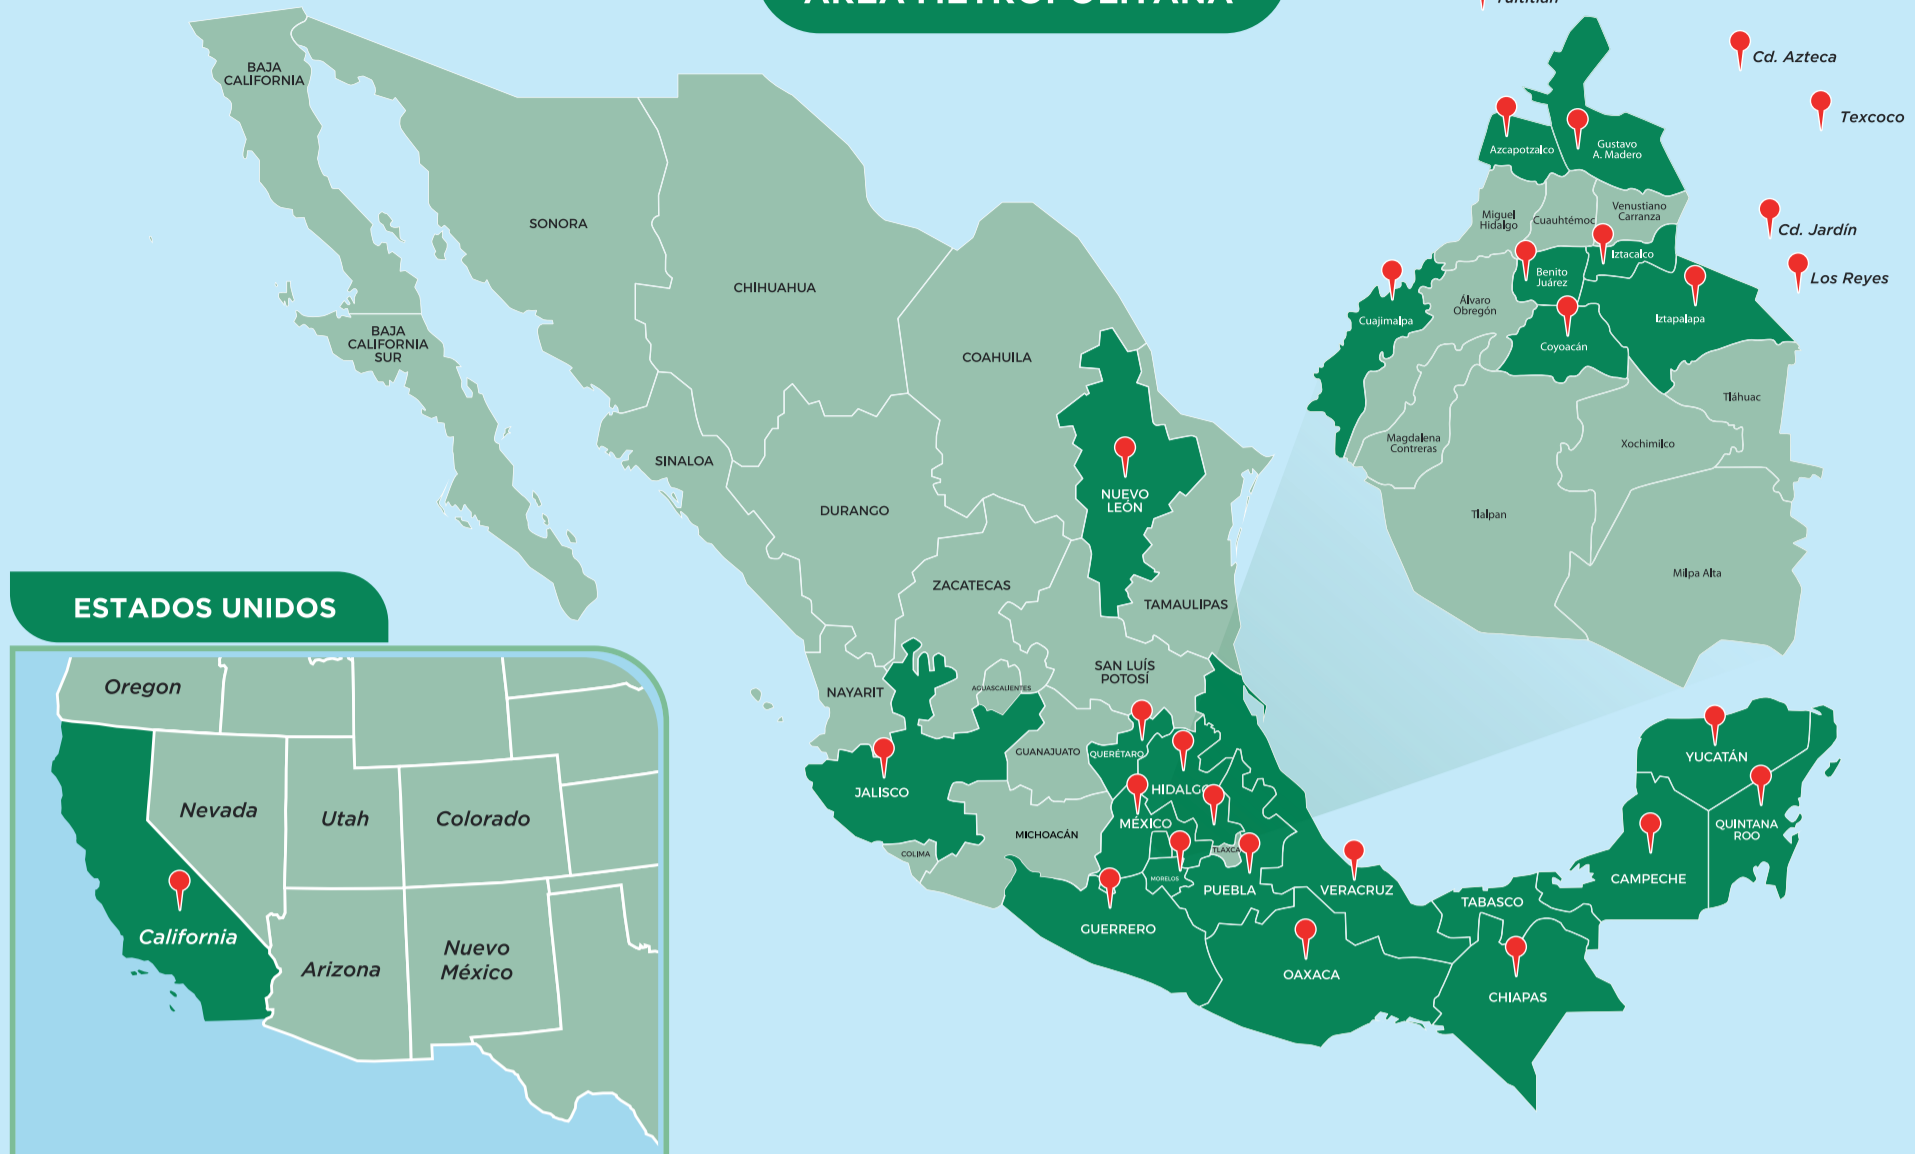 ÁREA METROPOLITANA
Tultitlán
Cd. Azteca
Texcoco
Cd. Jardín
Los Reyes
Azcapotzalco
Gustavo
A. Madero
Miguel
Hidalgo
Cuauhtémoc
Venustiano
Carranza
Iztacalco
Benito
Juárez
Cuajimalpa
Álvaro
Obregón
Iztapalapa
Coyoacán
Tláhuac
Magdalena
Contreras
Xochimilco
Tlalpan
Milpa Alta
BAJA
CALIFORNIA
SONORA
CHIHUAHUA
COAHUILA
BAJA
CALIFORNIA
SUR
SINALOA
DURANGO
NUEVO
LEÓN
ZACATECAS
TAMAULIPAS
NAYARIT
AGUASCALIENTES
SAN LUÍS
POTOSÍ
GUANAJUATO
QUERÉTARO
JALISCO
HIDALGO
MÉXICO
MICHOACÁN
COLIMA
TLAXCA
MORELOS
PUEBLA
VERACRUZ
GUERRERO
OAXACA
TABASCO
CHIAPAS
CAMPECHE
YUCATÁN
QUINTANA
ROO
ESTADOS UNIDOS
Oregon
Nevada
Utah
Colorado
California
Arizona
Nuevo
México